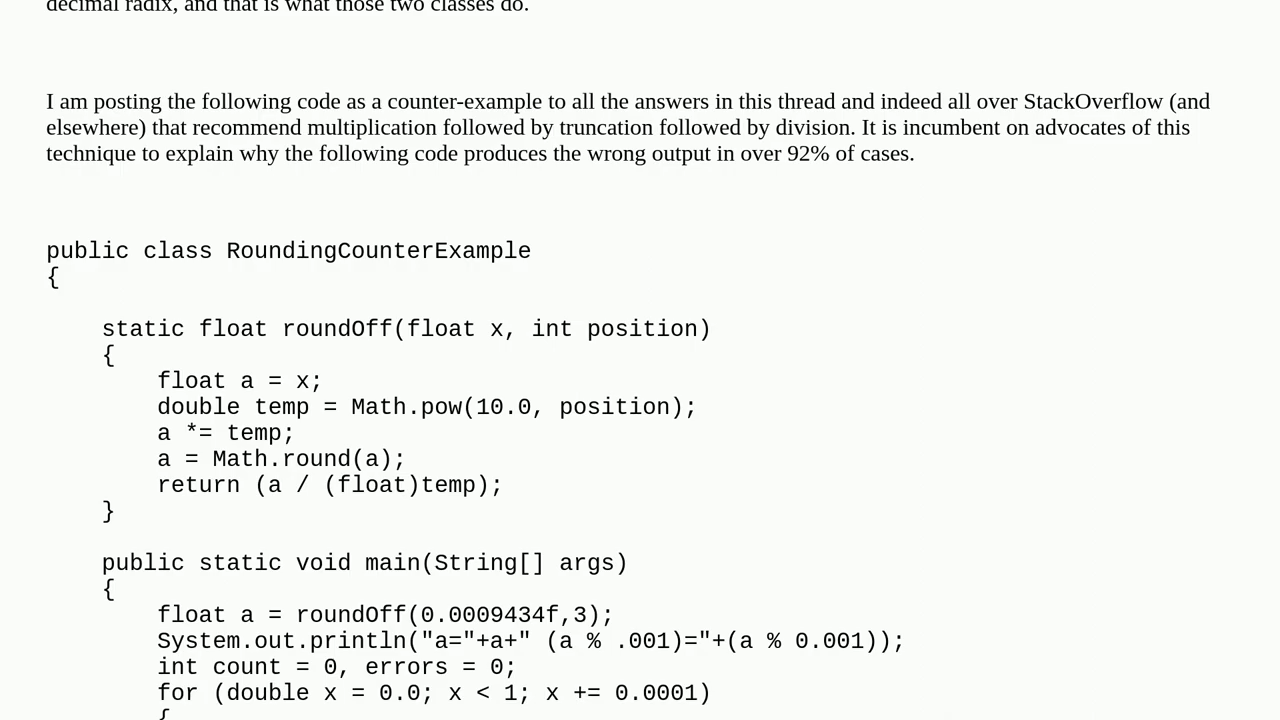 decimal radix, and that is what those two classes do.
I am posting the following code as a counter-example to all the answers in this thread and indeed all over StackOverflow (and
elsewhere) that recommend multiplication followed by truncation followed by division. It is incumbent on advocates of this
technique to explain why the following code produces the wrong output in over 92% of cases.
public class RoundingCounterExample
{
    static float roundOff(float x, int position)
    {
        float a = x;
        double temp = Math.pow(10.0, position);
        a *= temp;
        a = Math.round(a);
        return (a / (float)temp);
    }
    public static void main(String[] args)
    {
        float a = roundOff(0.0009434f,3);
        System.out.println("a="+a+" (a % .001)="+(a % 0.001));
        int count = 0, errors = 0;
        for (double x = 0.0; x < 1; x += 0.0001)
        {